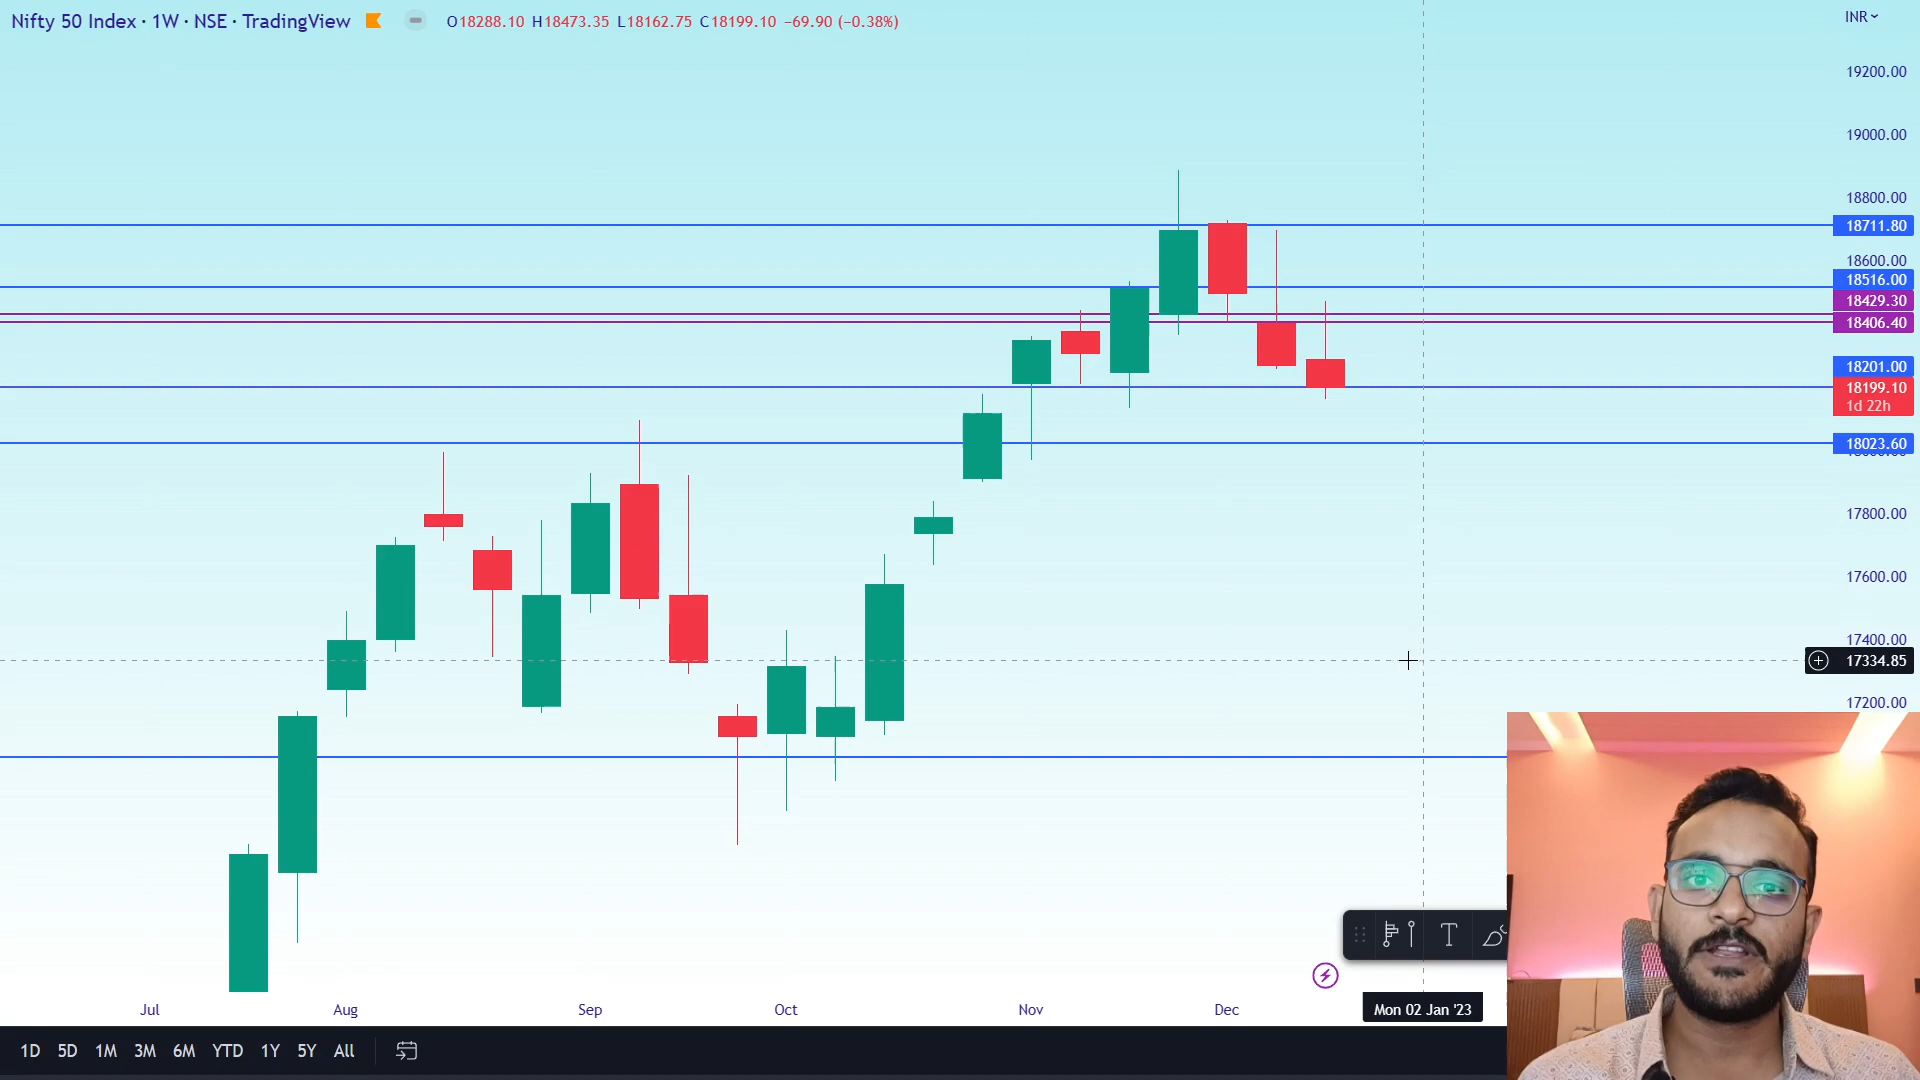 Nifty 50 Index · 1W · NSE · TradingView
O18288.10 H18473.35 L18162.75 C18199.10 −69.90 (−0.38%)
INR
19200.00
19000.00
18800.00
18711.80
18600.00
18516.00
18429.30
18406.40
18201.00
18199.10
1d 22h
18023.60
17800.00
17600.00
17400.00
17334.85
17200.00
Jul
Aug
Sep
Oct
Nov
Dec
Mon 02 Jan '23
1D 5D 1M 3M 6M YTD 1Y 5Y All